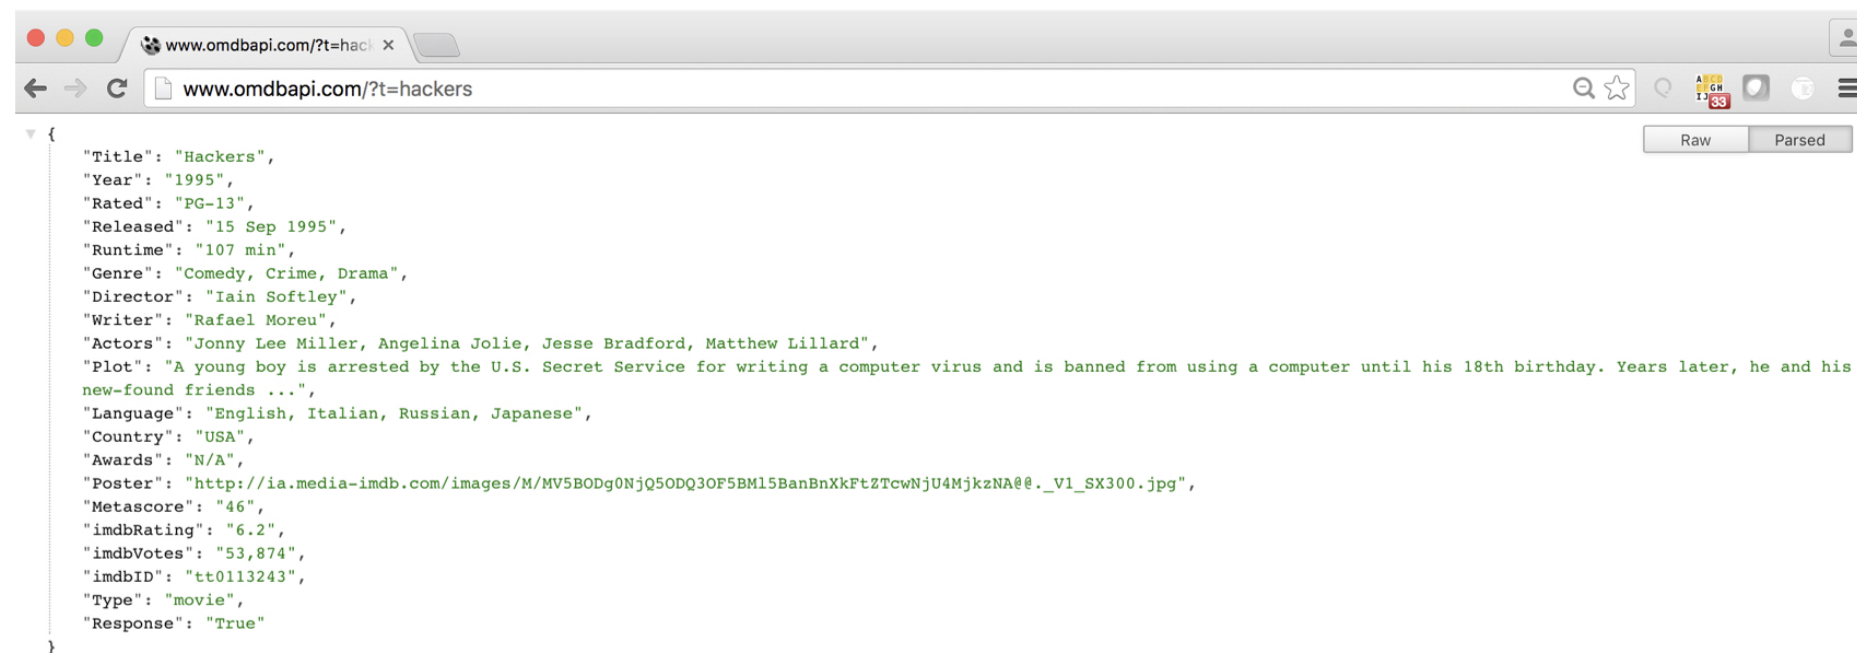 www.omdbapi.com/?t=hack
www.omdbapi.com/?t=hackers
33
Raw
Parsed
{
"Title": "Hackers",
"Year": "1995",
"Rated": "PG-13",
"Released": "15 Sep 1995",
"Runtime": "107 min",
"Genre": "Comedy, Crime, Drama",
"Director": "Iain Softley",
"Writer": "Rafael Moreu",
"Actors": "Jonny Lee Miller, Angelina Jolie, Jesse Bradford, Matthew Lillard",
"Plot": "A young boy is arrested by the U.S. Secret Service for writing a computer virus and is banned from using a computer until his 18th birthday. Years later, he and his
new-found friends ...",
"Language": "English, Italian, Russian, Japanese",
"Country": "USA",
"Awards": "N/A",
"Poster": "http://ia.media-imdb.com/images/M/MV5BODg0NjQ5ODQ3OF5BMl5BanBnXkFtZTcwNjU4MjkzNA@@._V1_SX300.jpg",
"Metascore": "46",
"imdbRating": "6.2",
"imdbVotes": "53,874",
"imdbID": "tt0113243",
"Type": "movie",
"Response": "True"
}